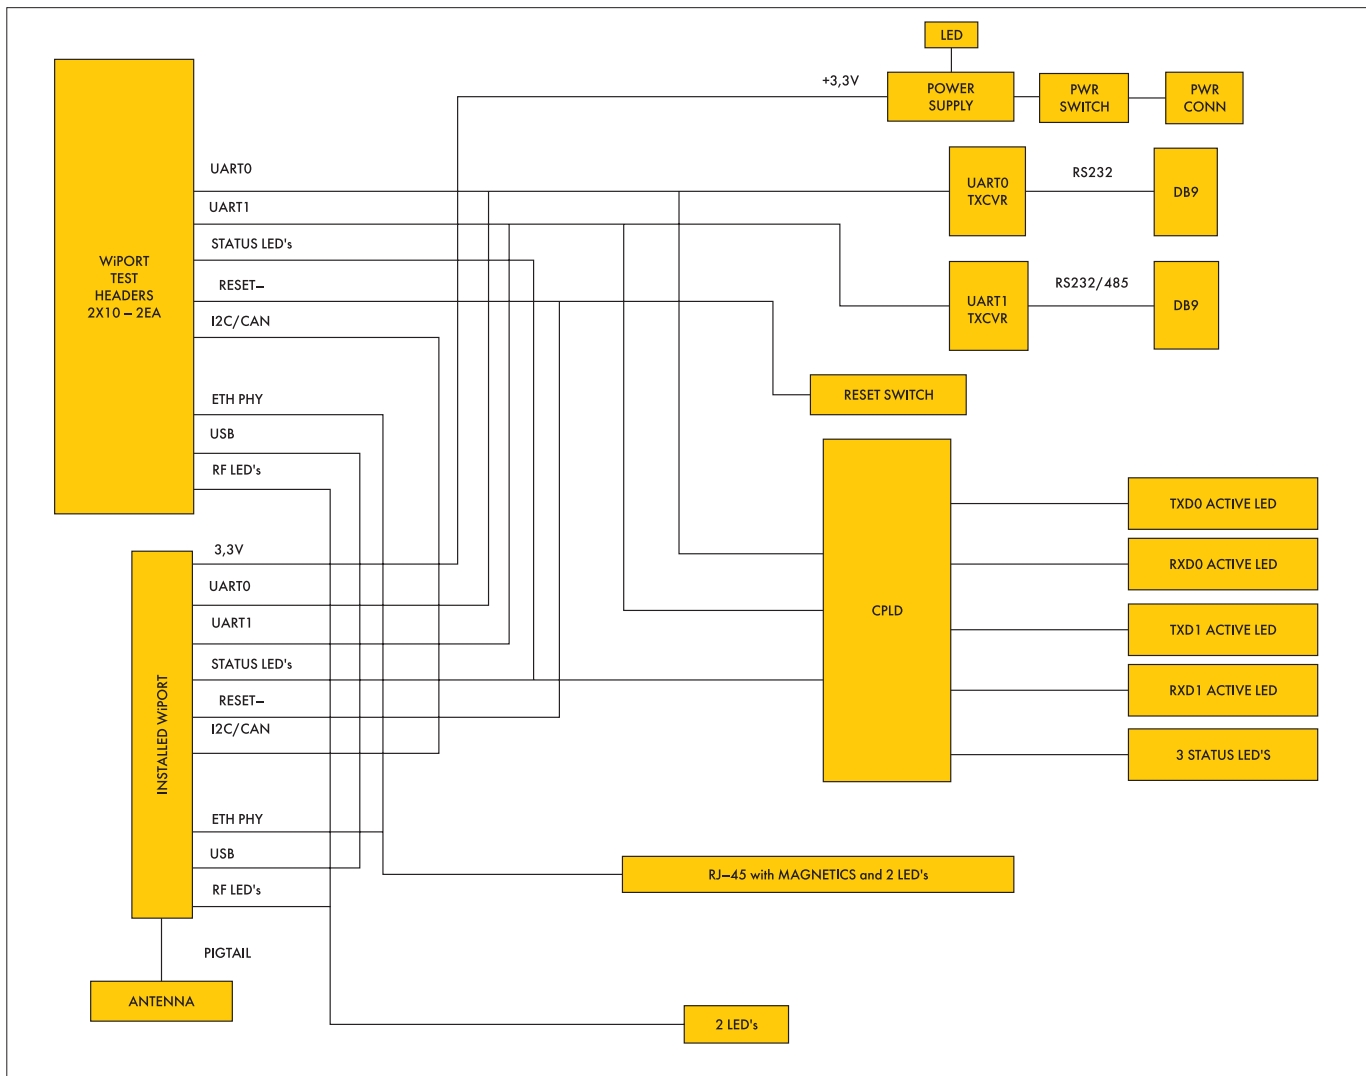 LED
+3,3V
POWER
SUPPLY
PWR
SWITCH
PWR
CONN
UART0
UART1
STATUS LED's
RESET–
I2C/CAN
ETH PHY
USB
RF LED's
WiPORT
TEST
HEADERS
2X10 – 2EA
UART0
TXCVR
RS232
DB9
UART1
TXCVR
RS232/485
DB9
RESET SWITCH
CPLD
TXD0 ACTIVE LED
RXD0 ACTIVE LED
TXD1 ACTIVE LED
RXD1 ACTIVE LED
3 STATUS LED'S
INSTALLED WiPORT
3,3V
UART0
UART1
STATUS LED's
RESET–
I2C/CAN
ETH PHY
USB
RF LED's
RJ–45 with MAGNETICS and 2 LED's
PIGTAIL
ANTENNA
2 LED's